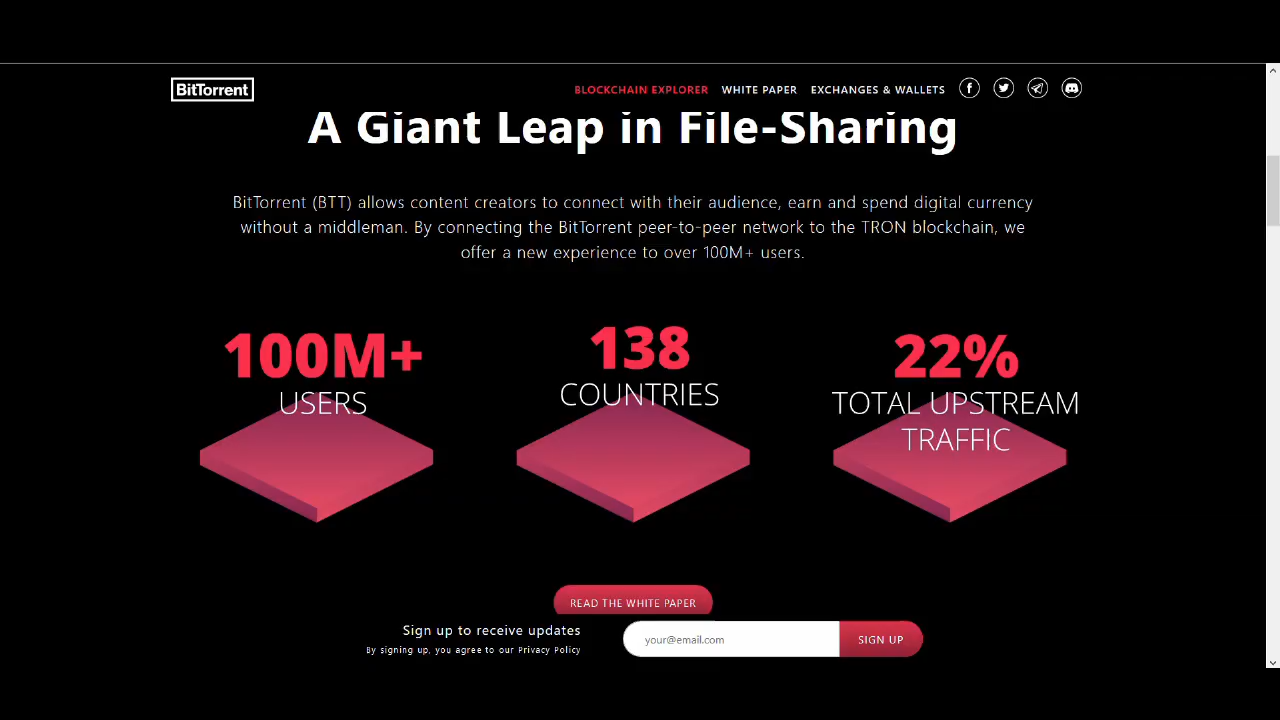 BitTorrent
BLOCKCHAIN EXPLORER WHITE PAPER EXCHANGES & WALLETS
A Giant Leap in File-Sharing
BitTorrent (BTT) allows content creators to connect with their audience, earn and spend digital currency
without a middleman. By connecting the BitTorrent peer-to-peer network to the TRON blockchain, we
offer a new experience to over 100M+ users.
100M+
USERS
138
COUNTRIES
22%
TOTAL UPSTREAM
TRAFFIC
READ THE WHITE PAPER
Sign up to receive updates
By signing up, you agree to our Privacy Policy
your@email.com
SIGN UP